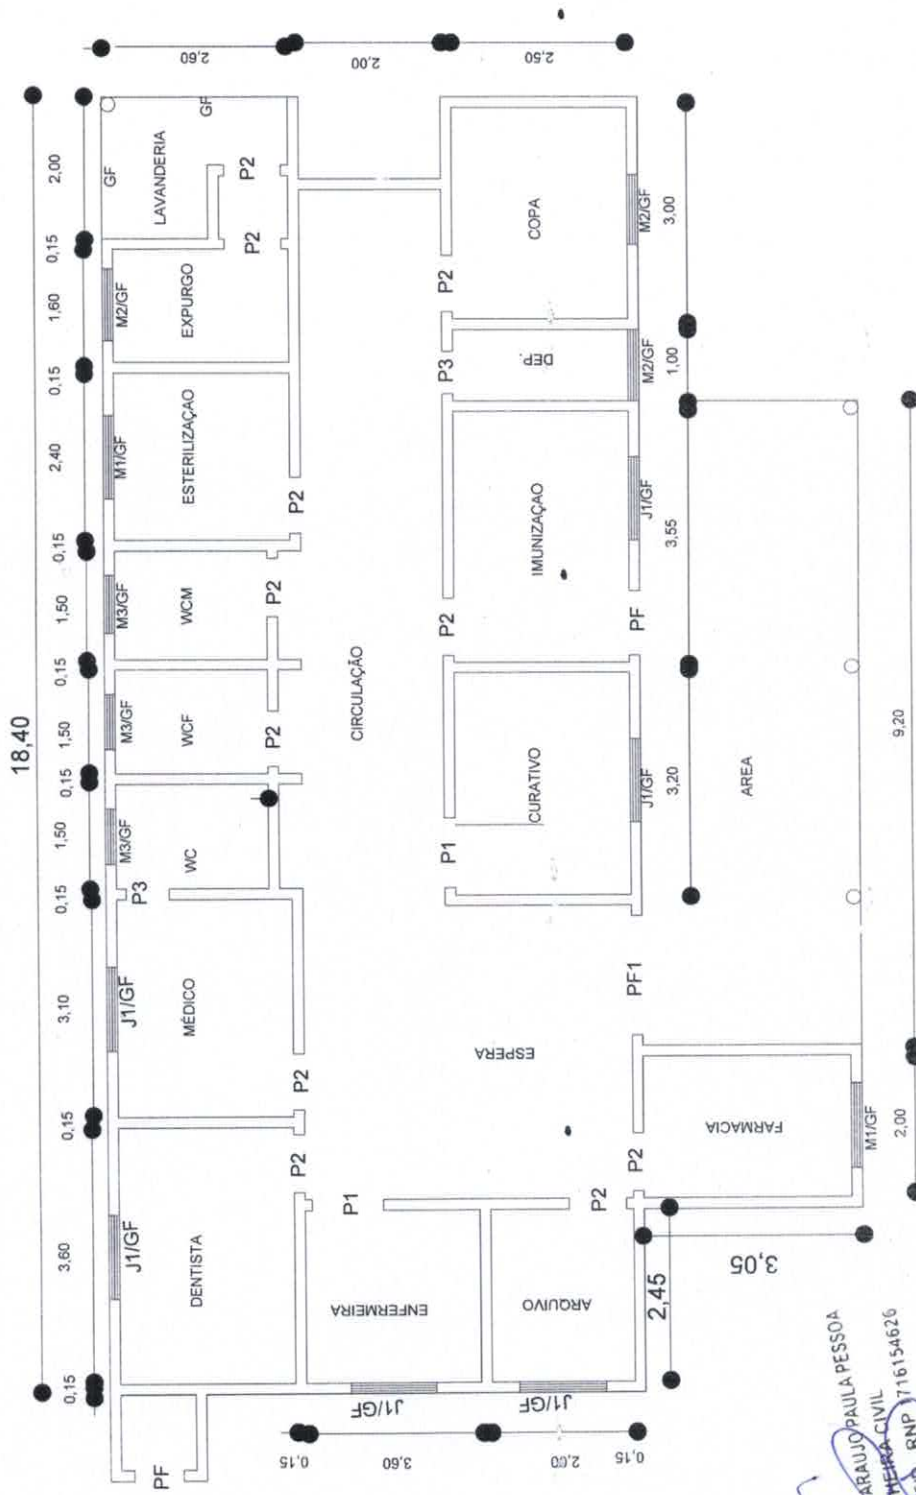 18,40
0,15
3,60
0,15
3,10
0,15
1,50
0,15
1,50
0,15
1,50
0,15
2,40
0,15
1,60
0,15
2,00
2,60
2,00
2,50
J1/GF
J1/GF
M3/GF
M3/GF
M3/GF
M1/GF
M2/GF
GF
GF
DENTISTA
MÉDICO
P3
WC
WCF
WCM
ESTERILIZAÇAO
EXPURGO
LAVANDERIA
P2
P2
P2
P2
P2
P2
P2
PF
P1
ENFERMEIRA
J1/GF
CIRCULAÇÃO
ESPERA
P1
P2
P3
P2
ARQUIVO
P2
J1/GF
CURATIVO
IMUNIZAÇAO
DEP.
COPA
P2
PF1
J1/GF
PF
J1/GF
M2/GF
M2/GF
3,20
3,55
1,00
3,00
0,15
3,60
0,15
2,45
3,05
FARMACIA
M1/GF
AREA
2,00
9,20
ARAUJO PAULA PESSOA
CIVIL
RNP